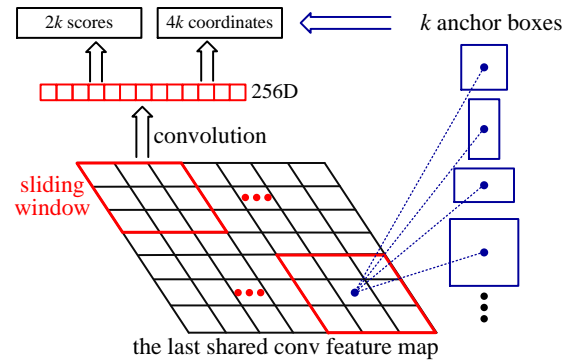 2k scores
4k coordinates
k anchor boxes
256D
convolution
sliding
window
the last shared conv feature map